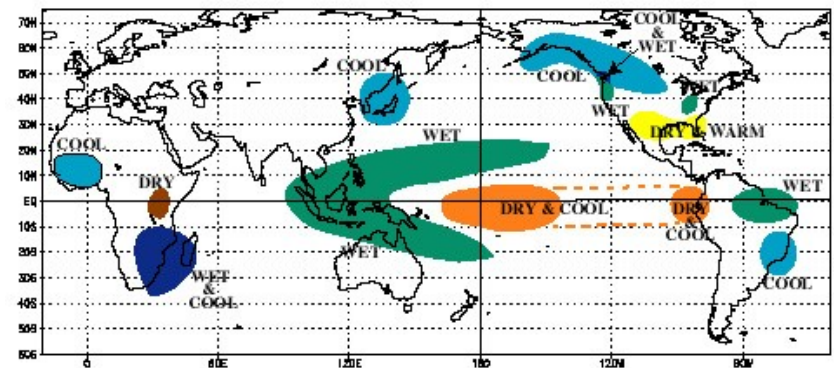 70N
60N
50N
40N
30N
20N
10N
EQ
10S
20S
30S
40S
50S
60S
0
60E
120E
180
120W
60W
COOL
&
WET
COOL
COOL
WET
WET
DRY & WARM
COOL
WET
DRY
DRY & COOL
DRY
&
COOL
WET
WET
WET
&
COOL
COOL